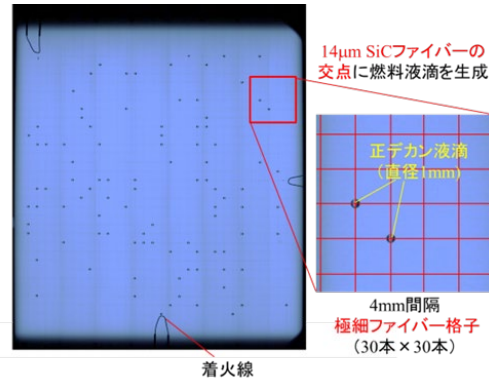 14μm SiCファイバーの
交点に燃料液滴を生成
正デカン液滴
(直径1mm)
4mm間隔
極細ファイバー格子
（30本×30本）
着火線